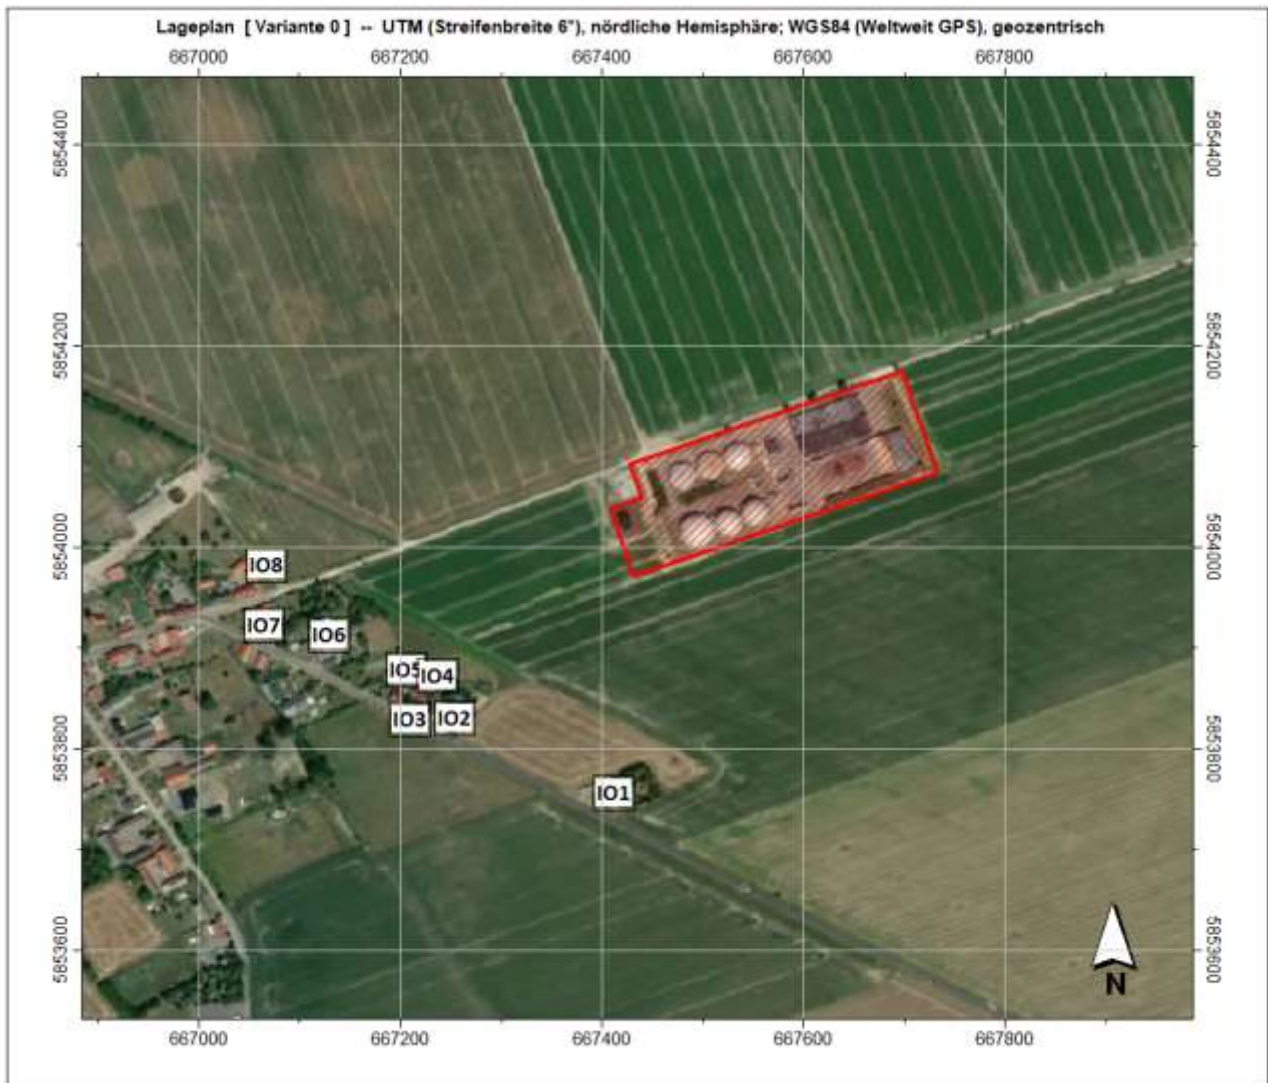 Lageplan [ Variante 0 ] -- UTM (Streifenbreite 6°), nördliche Hemisphäre; WGS84 (Weltweit GPS), geozentrisch
667000 667200 667400 667600 667800
5854400 5854400
5854200 5854200
5854000 5854000
IO8
IO7
IO6
IO5
IO4
IO3
IO2
5853800 5853800
IO1
5853600 5853600
N
667000 667200 667400 667600 667800